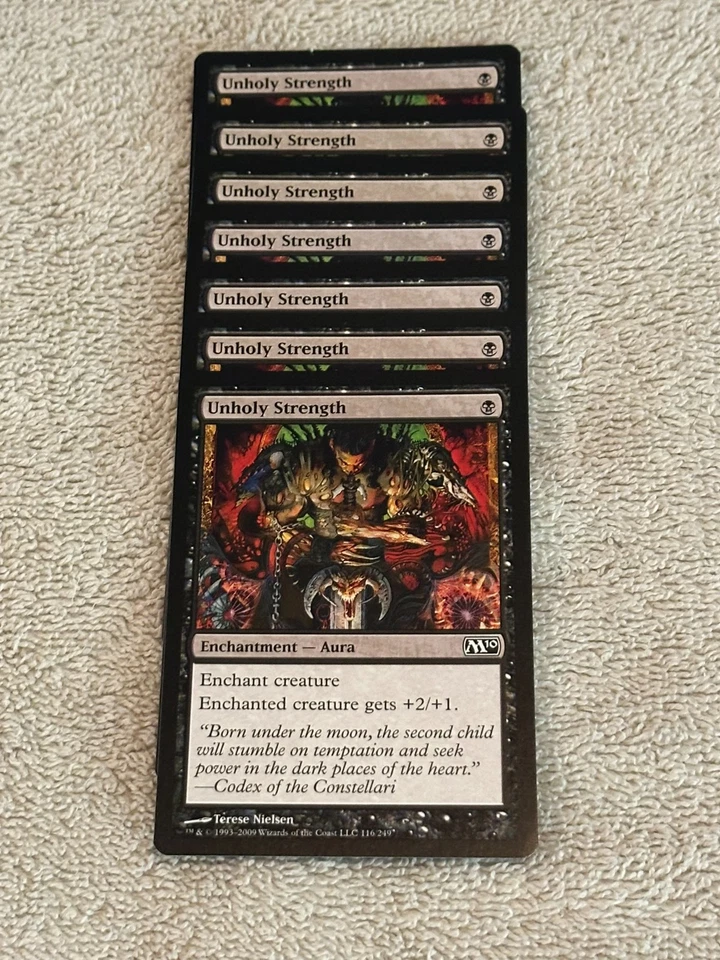 Unholy Strength
Unholy Strength
Unholy Strength
Unholy Strength
Unholy Strength
Unholy Strength
Unholy Strength
Enchantment — Aura M10
Enchant creature
Enchanted creature gets +2/+1.
“Born under the moon, the second child
will stumble on temptation and seek
power in the dark places of the heart.”
—Codex of the Constellari
Terese Nielsen
™ & © 1993–2009 Wizards of the Coast LLC 116/249